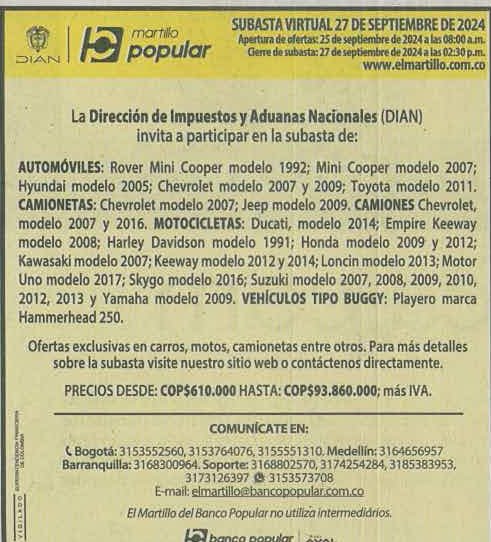 SUBASTA VIRTUAL 27 DE SEPTIEMBRE DE 2024
Apertura de ofertas: 25 de septiembre de 2024 a las 08:00 a.m.
Cierre de subasta: 27 de septiembre de 2024 a las 02:30 p.m.
www.elmartillo.com.co
DIAN
martillo
popular
La Dirección de Impuestos y Aduanas Nacionales (DIAN)
invita a participar en la subasta de:
AUTOMÓVILES: Rover Mini Cooper modelo 1992; Mini Cooper modelo 2007;
Hyundai modelo 2005; Chevrolet modelo 2007 y 2009; Toyota modelo 2011.
CAMIONETAS: Chevrolet modelo 2007; Jeep modelo 2009. CAMIONES Chevrolet,
modelo 2007 y 2016. MOTOCICLETAS: Ducati, modelo 2014; Empire Keeway
modelo 2008; Harley Davidson modelo 1991; Honda modelo 2009 y 2012;
Kawasaki modelo 2007; Keeway modelo 2012 y 2014; Loncin modelo 2013; Motor
Uno modelo 2017; Skygo modelo 2016; Suzuki modelo 2007, 2008, 2009, 2010,
2012, 2013 y Yamaha modelo 2009. VEHÍCULOS TIPO BUGGY: Playero marca
Hammerhead 250.
Ofertas exclusivas en carros, motos, camionetas entre otros. Para más detalles
sobre la subasta visite nuestro sitio web o contáctenos directamente.
PRECIOS DESDE: COP$610.000 HASTA: COP$93.860.000; más IVA.
COMUNÍCATE EN:
Bogotá: 3153552560, 3153764076, 3155551310. Medellín: 3164656957
Barranquilla: 3168300964. Soporte: 3168802570, 3174254284, 3185383953,
3173126397 3153573708
E-mail: elmartillo@bancopopular.com.co
El Martillo del Banco Popular no utiliza intermediarios.
banco popular
VIGILADO
SUPERINTENDENCIA FINANCIERA
DE COLOMBIA